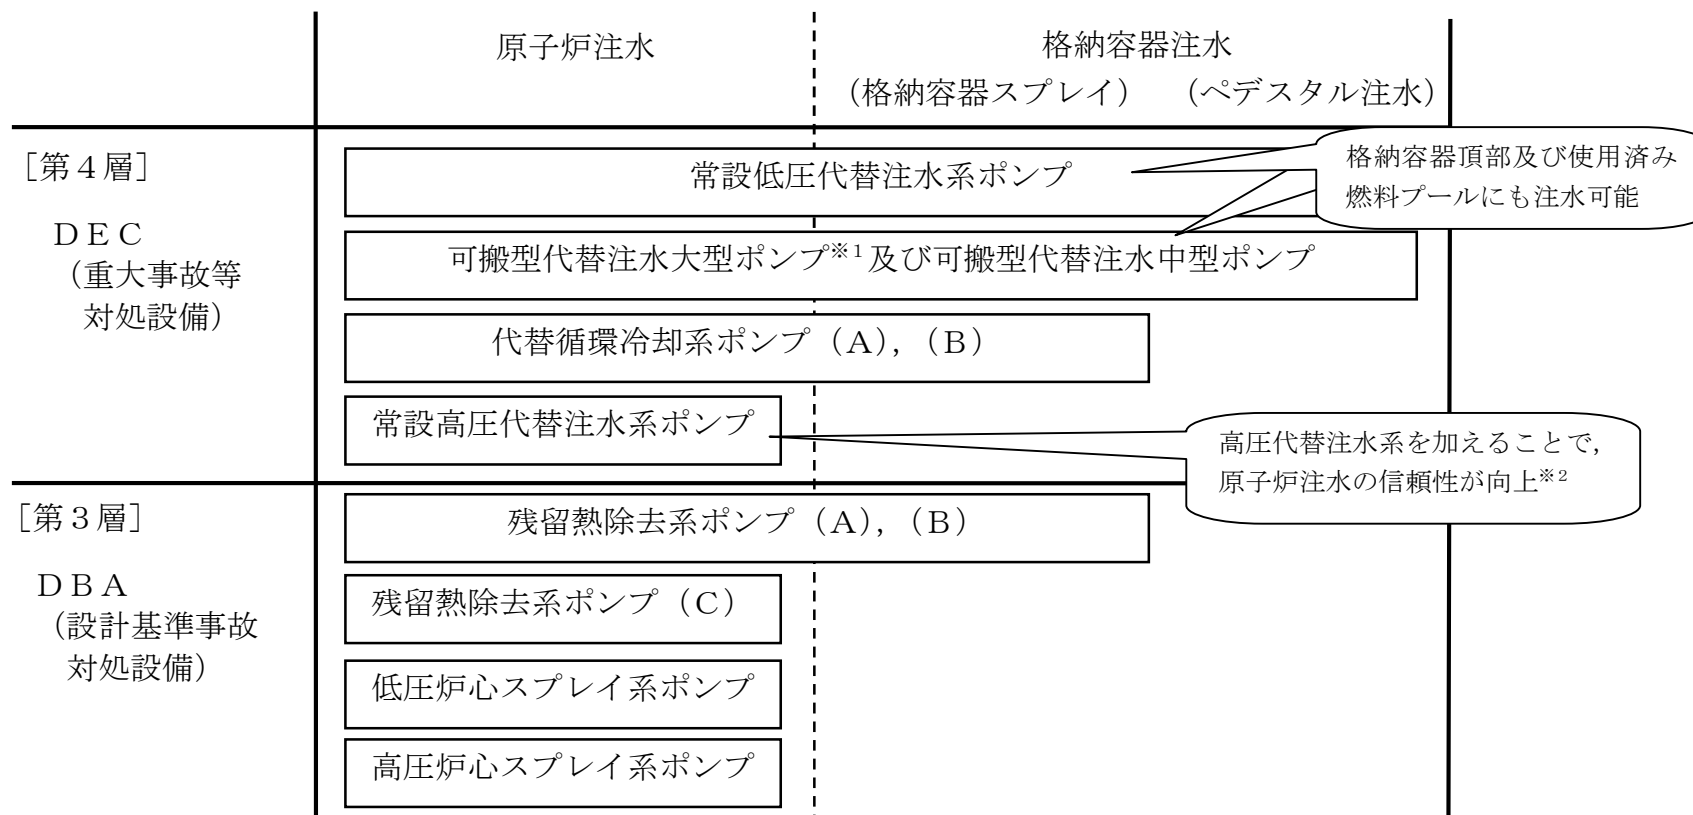 原子炉注水
格納容器注水
(格納容器スプレイ) (ペデスタル注水)
[第4層]
DEC
(重大事故等
対処設備)
常設低圧代替注水系ポンプ
格納容器頂部及び使用済み
燃料プールにも注水可能
可搬型代替注水大型ポンプ※1及び可搬型代替注水中型ポンプ
代替循環冷却系ポンプ(A),(B)
常設高圧代替注水系ポンプ
高圧代替注水系を加えることで,
原子炉注水の信頼性が向上※2
[第3層]
DBA
(設計基準事故
対処設備)
残留熱除去系ポンプ(A),(B)
残留熱除去系ポンプ(C)
低圧炉心スプレイ系ポンプ
高圧炉心スプレイ系ポンプ